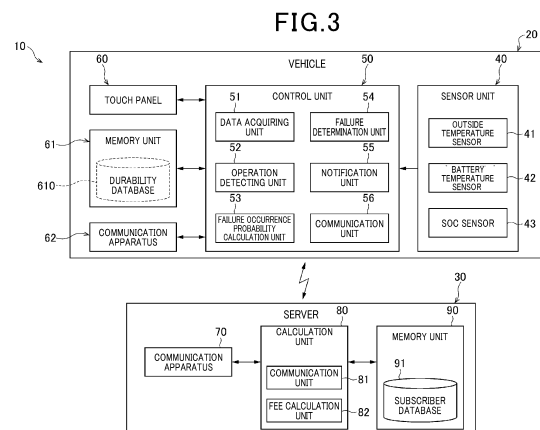 FIG.3
10
20
VEHICLE
60
50
40
TOUCH PANEL
CONTROL UNIT
SENSOR UNIT
51
54
DATA ACQUIRING
UNIT
FAILURE
DETERMINATION UNIT
OUTSIDE
TEMPERATURE
SENSOR
41
61
MEMORY UNIT
52
55
610
DURABILITY
DATABASE
OPERATION
DETECTING UNIT
NOTIFICATION
UNIT
BATTERY
TEMPERATURE
SENSOR
42
53
56
62
COMMUNICATION
APPARATUS
FAILURE OCCURRENCE
PROBABILITY
CALCULATION UNIT
COMMUNICATION
UNIT
SOC SENSOR
43
30
SERVER
70
80
90
COMMUNICATION
APPARATUS
CALCULATION
UNIT
MEMORY UNIT
COMMUNICATION
UNIT
81
91
FEE CALCULATION
UNIT
82
SUBSCRIBER
DATABASE